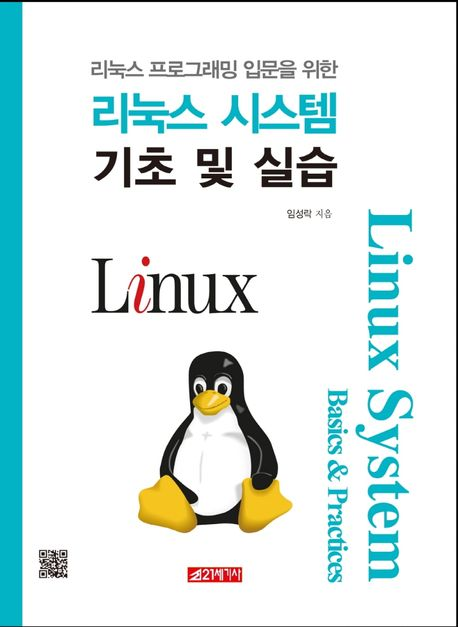 리눅스 프로그래밍 입문을 위한
리눅스 시스템
기초 및 실습
임성락 지음
Linux
Linux System
Basics & Practices
21세기사